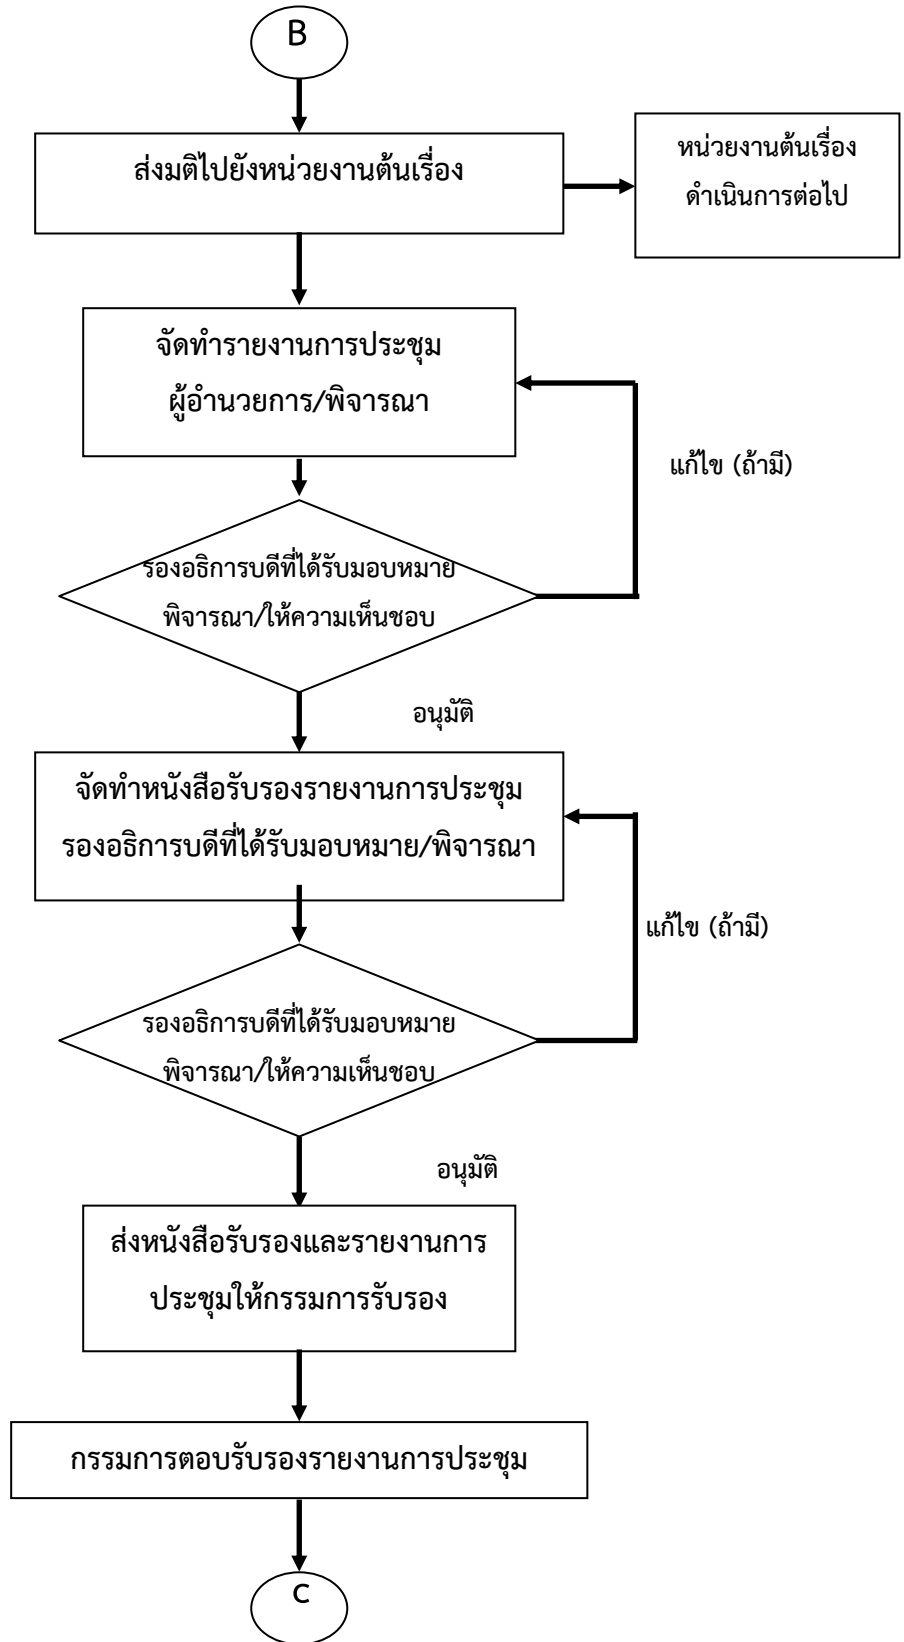 B
ส่งมติไปยังหน่วยงานต้นเรื่อง
หน่วยงานต้นเรื่อง
ดำเนินการต่อไป
จัดทำรายงานการประชุม
ผู้อำนวยการ/พิจารณา
แก้ไข (ถ้ามี)
รองอธิการบดีที่ได้รับมอบหมาย
พิจารณา/ให้ความเห็นชอบ
อนุมัติ
จัดทำหนังสือรับรองรายงานการประชุม
รองอธิการบดีที่ได้รับมอบหมาย/พิจารณา
แก้ไข (ถ้ามี)
รองอธิการบดีที่ได้รับมอบหมาย
พิจารณา/ให้ความเห็นชอบ
อนุมัติ
ส่งหนังสือรับรองและรายงานการ
ประชุมให้กรรมการรับรอง
กรรมการตอบรับรองรายงานการประชุม
C